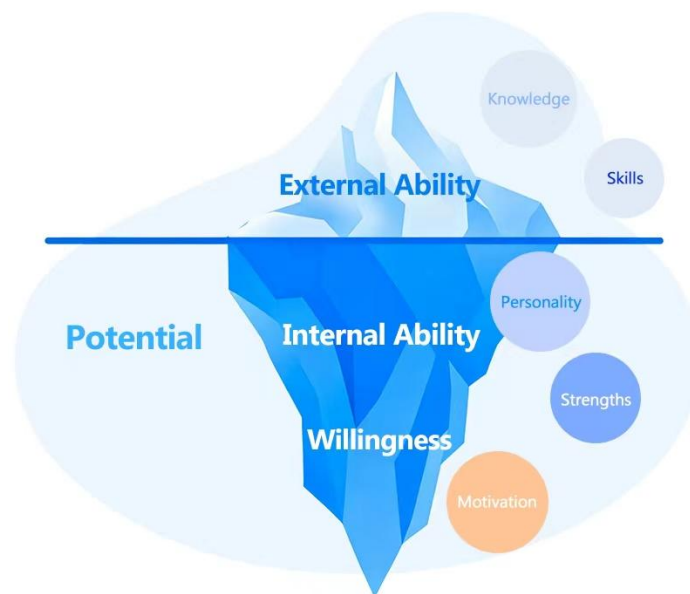 Knowledge
External Ability
Skills
Personality
Potential
Internal Ability
Strengths
Willingness
Motivation